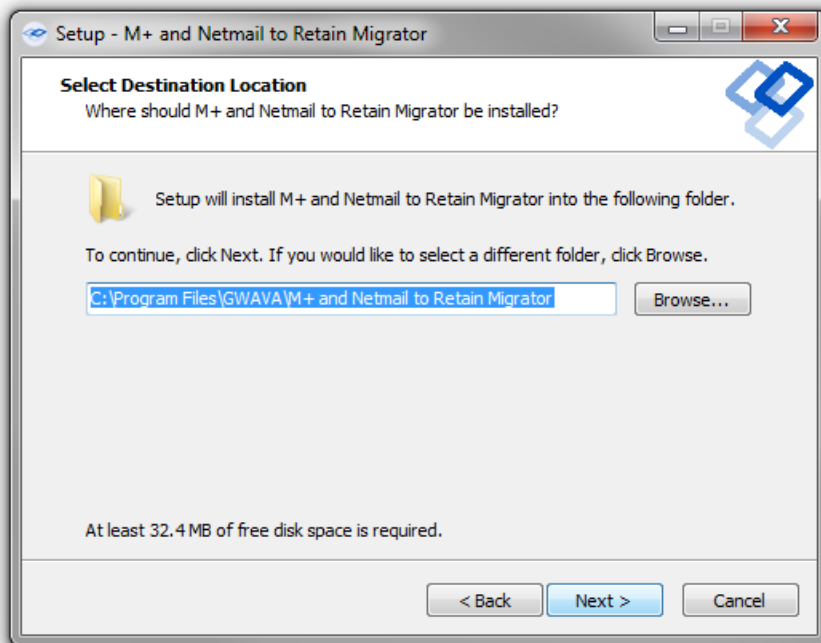 Setup - M+ and Netmail to Retain Migrator
Select Destination Location
Where should M+ and Netmail to Retain Migrator be installed?
Setup will install M+ and Netmail to Retain Migrator into the following folder.
To continue, click Next. If you would like to select a different folder, click Browse.
C:\Program Files\GWAVA\M+ and Netmail to Retain Migrator
Browse...
At least 32.4 MB of free disk space is required.
< Back
Next >
Cancel